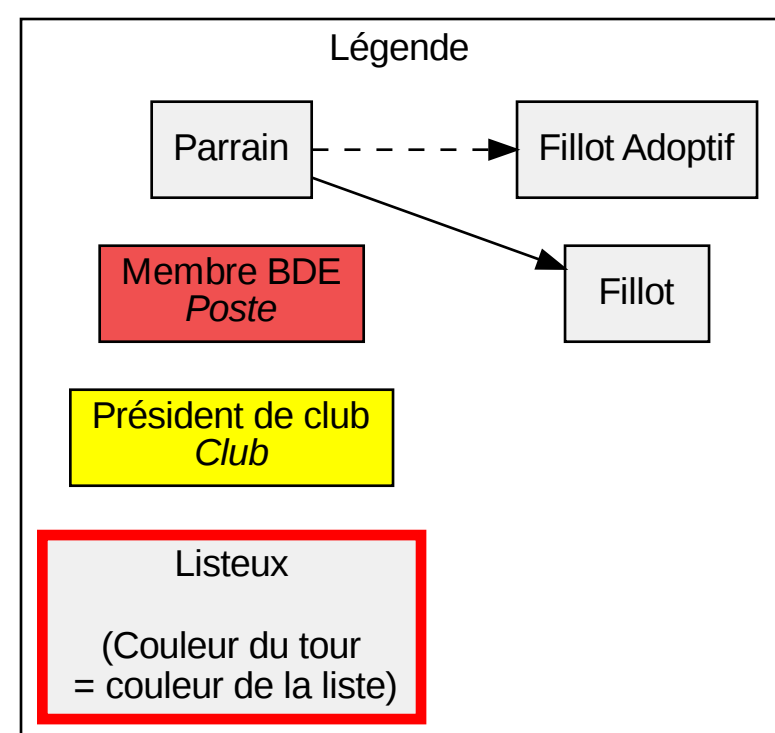 Légende
Parrain
Fillot Adoptif
Membre BDE
Poste
Fillot
Président de club
Club
Listeux
(Couleur du tour
= couleur de la liste)